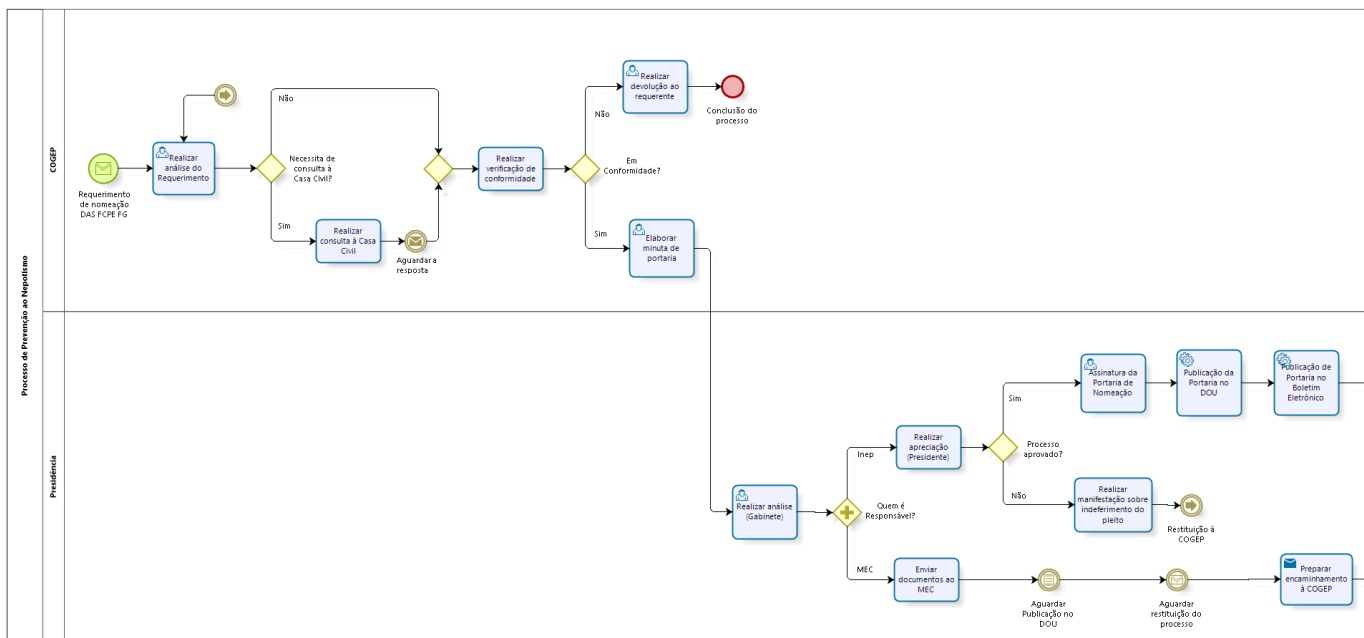 Processo de Prevenção ao Nepotismo
COGEP
Requerimento
de nomeação
DAS FCPE FG
Realizar
análise do
Requerimento
Necessita de
consulta à
Casa Civil?
Não
Sim
Realizar
consulta à Casa
Civil
Aguardar a
resposta
Realizar
verificação de
conformidade
Em
Conformidade?
Não
Realizar
devolução ao
requerente
Conclusão do
processo
Sim
Elaborar
minuta de
portaria
Presidência
Realizar análise
(Gabinete)
Quem é
Responsável?
Inep
Realizar
apreciação
(Presidente)
Processo
aprovado?
Sim
Assinatura da
Portaria de
Nomeação
Publicação da
Portaria no
DOU
Publicação de
Portaria no
Boletim
Eletrônico
Não
Realizar
manifestação sobre
indeferimento do
pleito
Restituição à
COGEP
MEC
Enviar
documentos ao
MEC
Aguardar
Publicação no
DOU
Aguardar
restituição do
processo
Preparar
encaminhamento
à COGEP